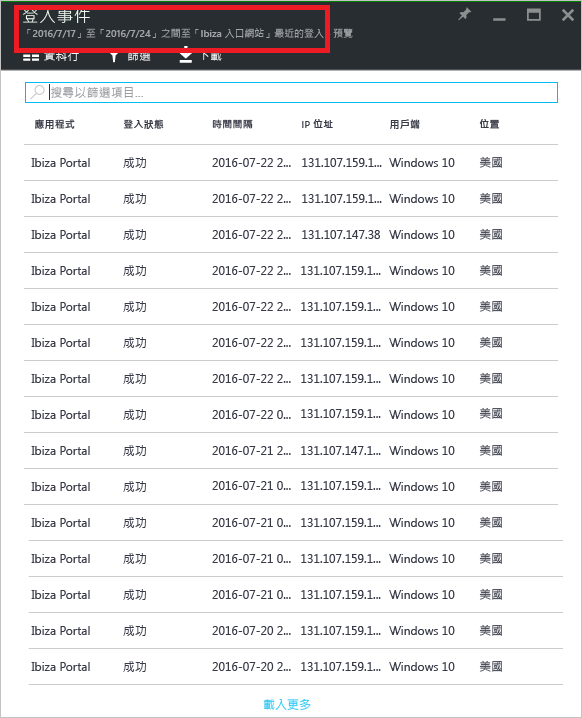 登入事件
「2016/7/17」至「2016/7/24」之間至「Ibiza 入口網站」最近的登入 預覽
資料行 篩選 下載
搜尋以篩選項目...
應用程式 登入狀態 時間間隔 IP 位址 用戶端 位置
Ibiza Portal 成功 2016-07-22 2... 131.107.159.1... Windows 10 美國
Ibiza Portal 成功 2016-07-22 2... 131.107.159.1... Windows 10 美國
Ibiza Portal 成功 2016-07-22 2... 131.107.147.38 Windows 10 美國
Ibiza Portal 成功 2016-07-22 2... 131.107.159.1... Windows 10 美國
Ibiza Portal 成功 2016-07-22 2... 131.107.159.1... Windows 10 美國
Ibiza Portal 成功 2016-07-22 2... 131.107.159.1... Windows 10 美國
Ibiza Portal 成功 2016-07-22 2... 131.107.159.1... Windows 10 美國
Ibiza Portal 成功 2016-07-22 0... 131.107.159.1... Windows 10 美國
Ibiza Portal 成功 2016-07-21 2... 131.107.147.1... Windows 10 美國
Ibiza Portal 成功 2016-07-21 0... 131.107.159.1... Windows 10 美國
Ibiza Portal 成功 2016-07-21 0... 131.107.159.1... Windows 10 美國
Ibiza Portal 成功 2016-07-21 0... 131.107.159.1... Windows 10 美國
Ibiza Portal 成功 2016-07-21 0... 131.107.159.1... Windows 10 美國
Ibiza Portal 成功 2016-07-20 2... 131.107.159.1... Windows 10 美國
Ibiza Portal 成功 2016-07-20 2... 131.107.159.1... Windows 10 美國
載入更多